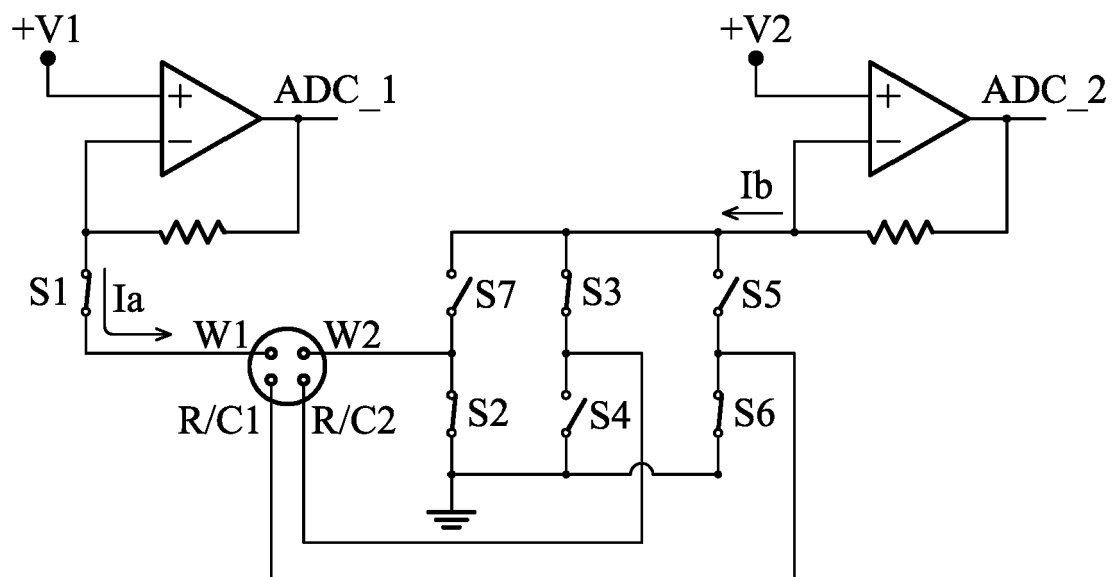 +V1
+V2
ADC_1
ADC_2
+
−
+
−
Ib
S1
Ia
S7
S3
S5
W1
W2
R/C1
R/C2
S2
S4
S6